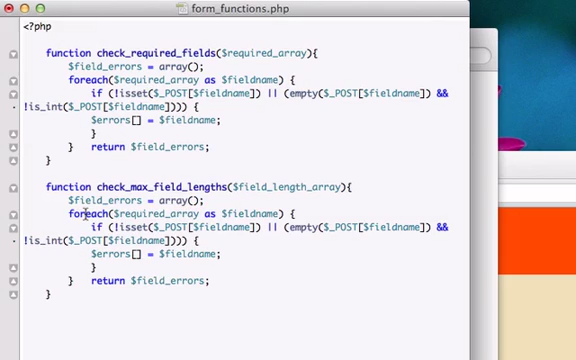 form_functions.php
<?php
function check_required_fields($required_array){
$field_errors = array();
foreach($required_array as $fieldname) {
if (!isset($_POST[$fieldname]) || (empty($_POST[$fieldname]) &&
!is_int($_POST[$fieldname]))) {
$errors[] = $fieldname;
}
} return $field_errors;
}
function check_max_field_lengths($field_length_array){
$field_errors = array();
foreach($required_array as $fieldname) {
if (!isset($_POST[$fieldname]) || (empty($_POST[$fieldname]) &&
!is_int($_POST[$fieldname]))) {
$errors[] = $fieldname;
}
} return $field_errors;
}